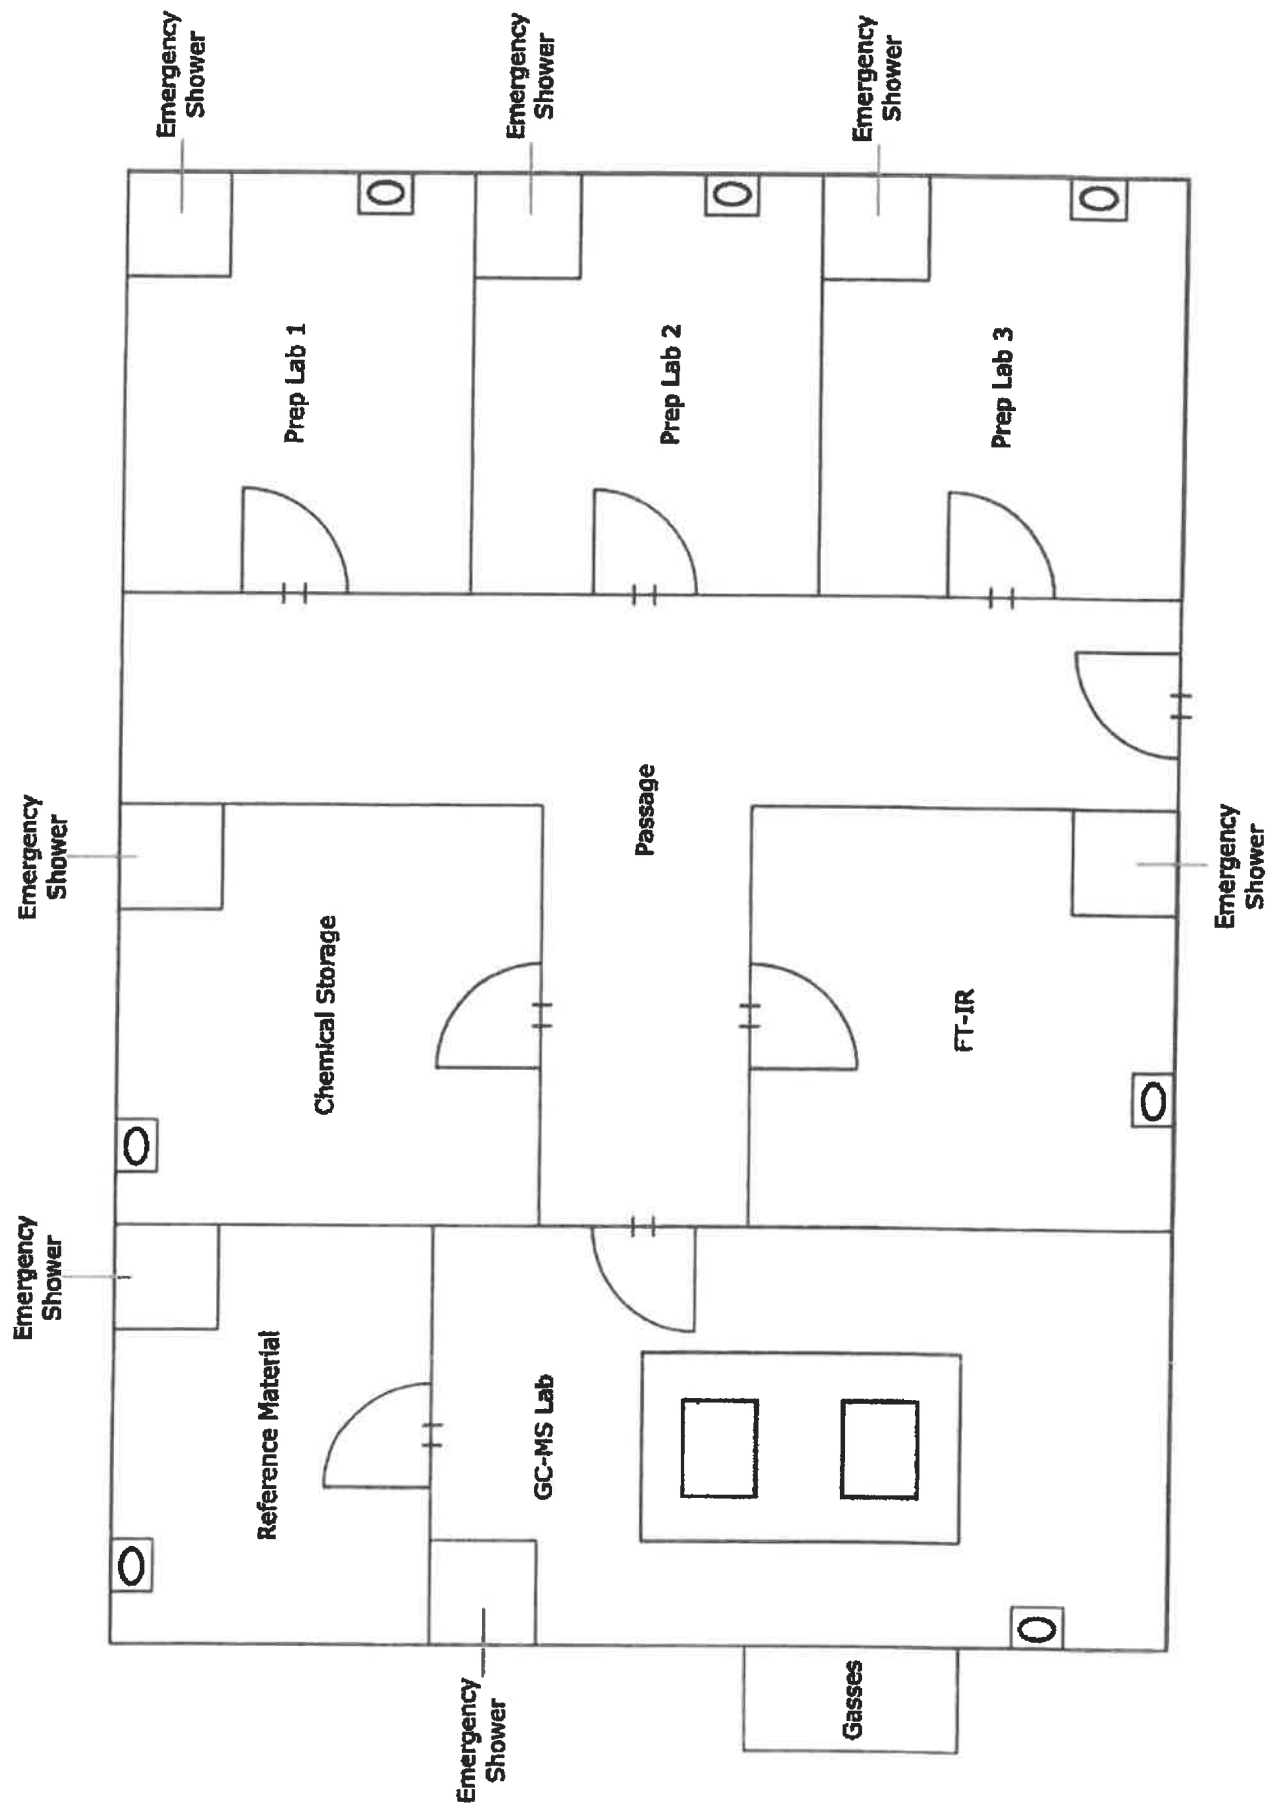 Emergency
Shower
Emergency
Shower
Emergency
Shower
Reference Material
Chemical Storage
Prep Lab 1
Emergency
Shower
GC-MS Lab
Emergency
Shower
Passage
Prep Lab 2
Gasses
Emergency
Shower
FT-IR
Prep Lab 3
Emergency
Shower